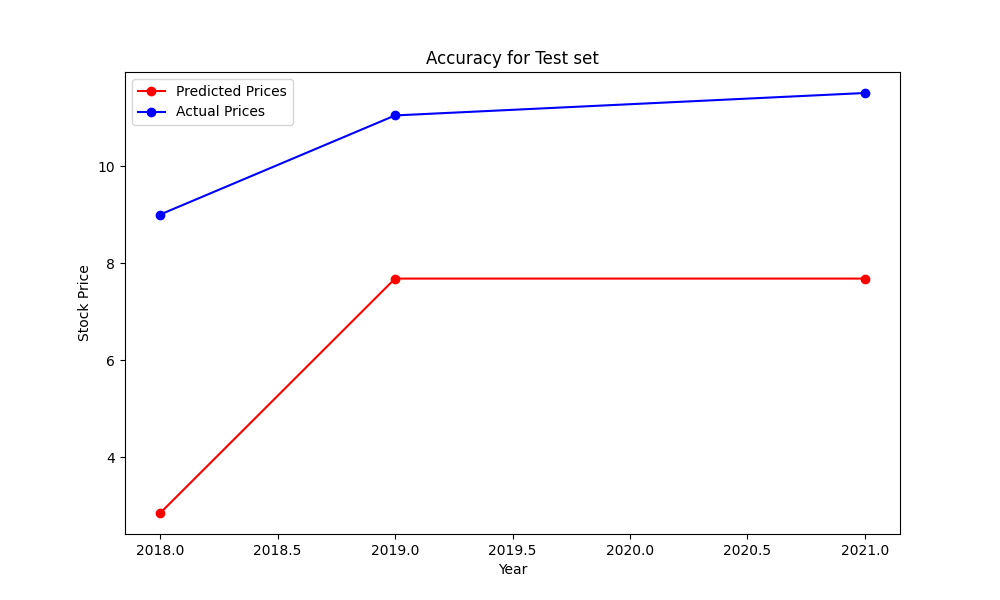 Accuracy for Test set
Predicted Prices
Actual Prices
Stock Price
10
8
6
4
2018.0 2018.5 2019.0 2019.5 2020.0 2020.5 2021.0
Year